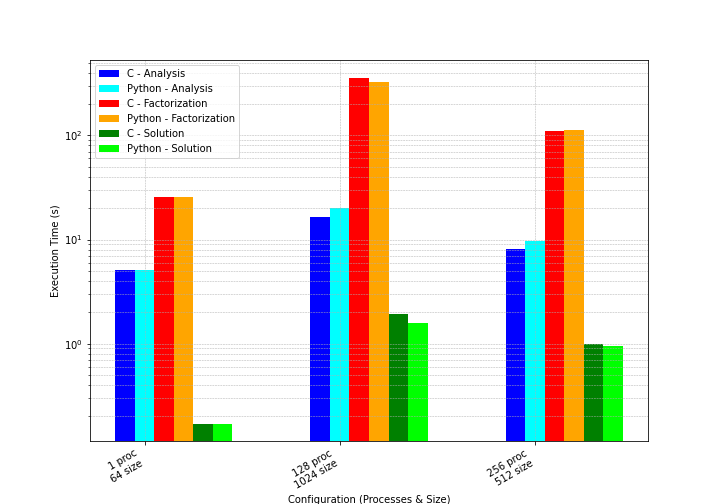 C - Analysis
Python - Analysis
C - Factorization
Python - Factorization
C - Solution
Python - Solution
Execution Time (s)
10²
10¹
10⁰
1 proc
64 size
128 proc
1024 size
256 proc
512 size
Configuration (Processes & Size)